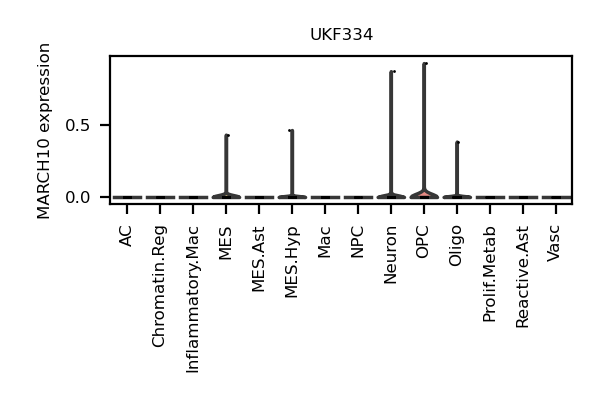 UKF334
MARCH10 expression
0.5
0.0
AC
Chromatin.Reg
Inflammatory.Mac
MES
MES.Ast
MES.Hyp
Mac
NPC
Neuron
OPC
Oligo
Prolif.Metab
Reactive.Ast
Vasc